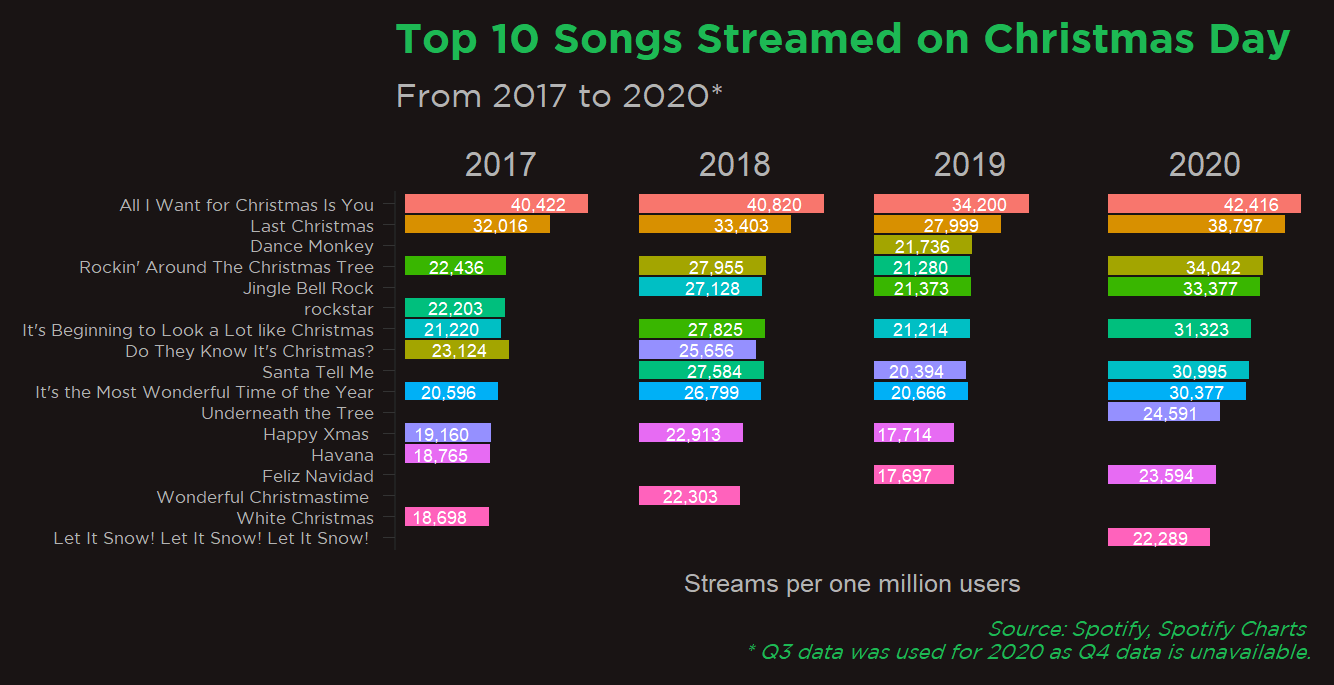 Top 10 Songs Streamed on Christmas Day
From 2017 to 2020*
2017 2018 2019 2020
All I Want for Christmas Is You 40,422 40,820 34,200 42,416
Last Christmas 32,016 33,403 27,999 38,797
Dance Monkey 21,736
Rockin' Around The Christmas Tree 22,436 27,955 21,280 34,042
Jingle Bell Rock 27,128 21,373 33,377
rockstar 22,203
It's Beginning to Look a Lot like Christmas 21,220 27,825 21,214 31,323
Do They Know It's Christmas? 23,124 25,656
Santa Tell Me 27,584 20,394 30,995
It's the Most Wonderful Time of the Year 20,596 26,799 20,666 30,377
Underneath the Tree 24,591
Happy Xmas 19,160 22,913 17,714
Havana 18,765
Feliz Navidad 17,697 23,594
Wonderful Christmastime 22,303
White Christmas 18,698
Let It Snow! Let It Snow! Let It Snow! 22,289
Streams per one million users
Source: Spotify, Spotify Charts
* Q3 data was used for 2020 as Q4 data is unavailable.